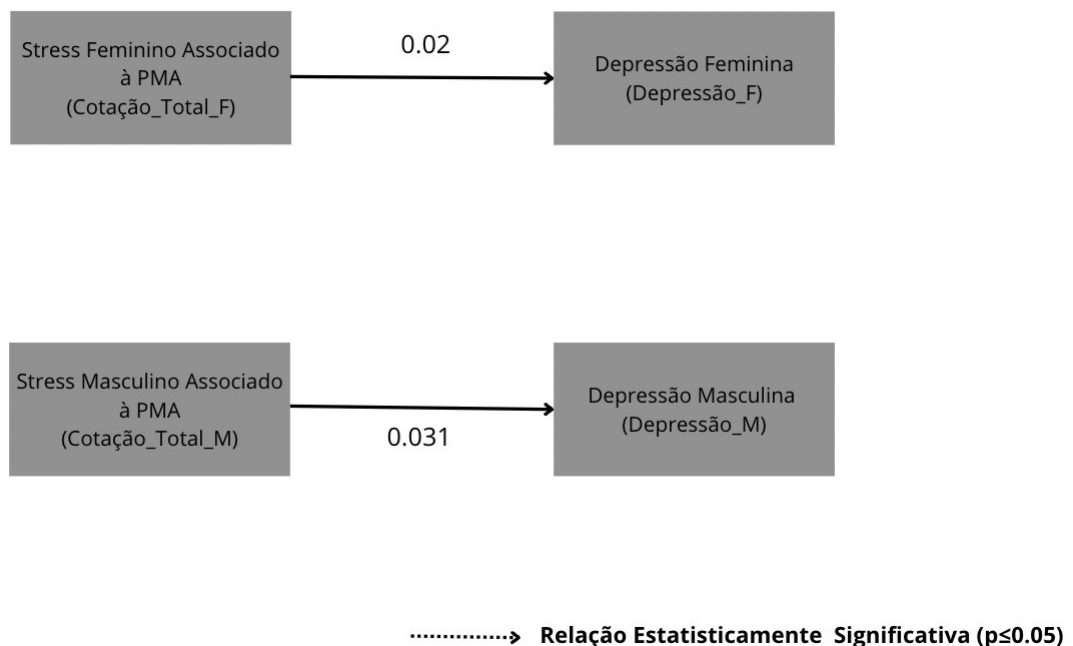 Stress Feminino Associado
à PMA
(Cotação_Total_F)
0.02
Depressão Feminina
(Depressão_F)
Stress Masculino Associado
à PMA
(Cotação_Total_M)
0.031
Depressão Masculina
(Depressão_M)
Relação Estatisticamente Significativa (p≤0.05)